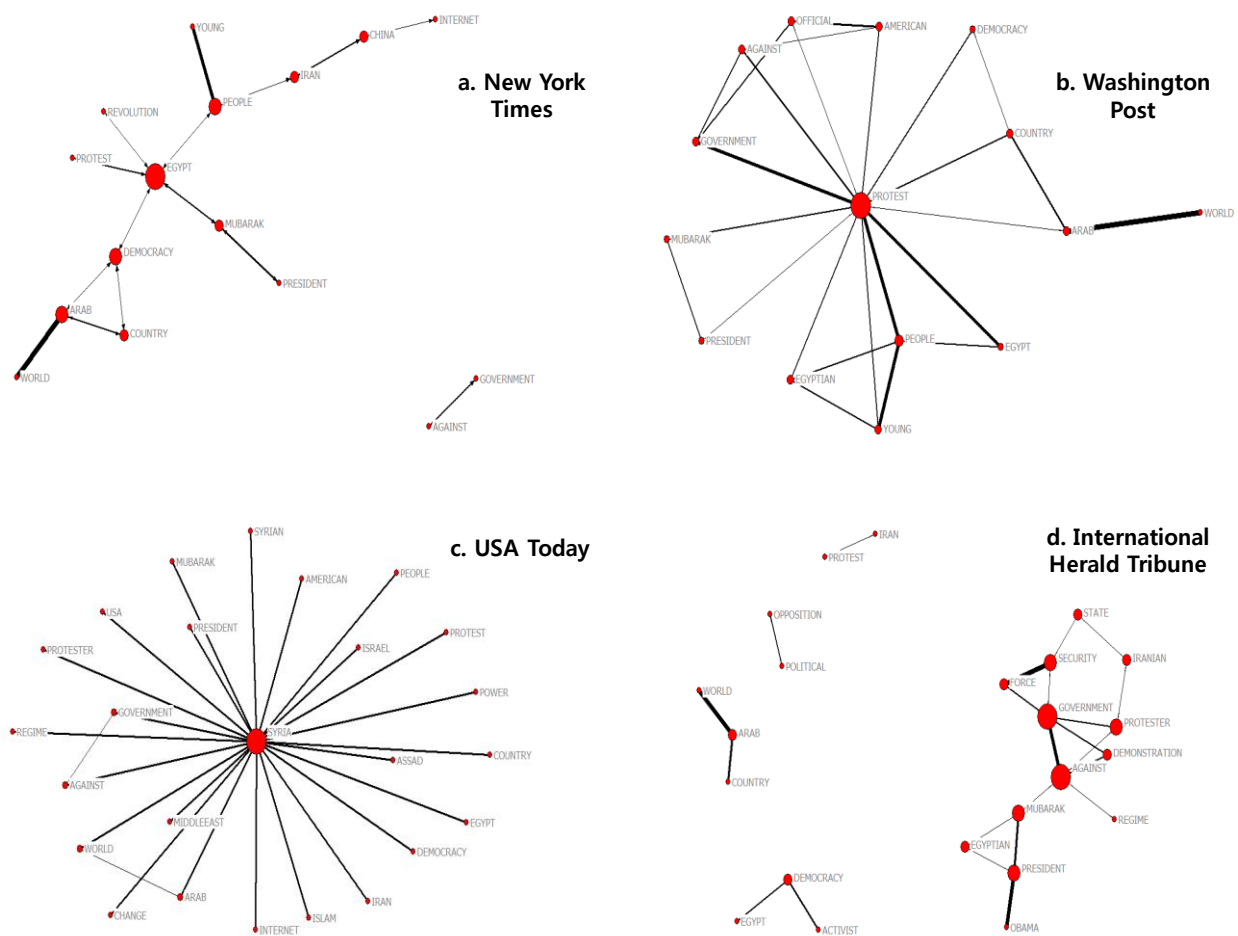 YOUNG
INTERNET
CHINA
IRAN
a. New York
Times
PEOPLE
REVOLUTION
PROTEST
EGYPT
MUBARAK
DEMOCRACY
PRESIDENT
ARAB
COUNTRY
WORLD
GOVERNMENT
AGAINST
OFFICIAL
AMERICAN
DEMOCRACY
AGAINST
b. Washington
Post
GOVERNMENT
COUNTRY
PROTEST
WORLD
ARAB
MUBARAK
PRESIDENT
PEOPLE
EGYPT
EGYPTIAN
YOUNG
SYRIAN
c. USA Today
MUBARAK
AMERICAN
PEOPLE
USA
PRESIDENT
PROTEST
PROTESTER
ISRAEL
POWER
GOVERNMENT
REGIME
SYRIA
COUNTRY
ASSAD
AGAINST
MIDDLEEAST
EGYPT
WORLD
DEMOCRACY
ARAB
IRAN
CHANGE
ISLAM
INTERNET
IRAN
PROTEST
d. International
Herald Tribune
OPPOSITION
STATE
POLITICAL
SECURITY
IRANIAN
FORCE
WORLD
GOVERNMENT
PROTESTER
ARAB
DEMONSTRATION
AGAINST
COUNTRY
MUBARAK
REGIME
EGYPTIAN
PRESIDENT
DEMOCRACY
EGYPT
ACTIVIST
OBAMA